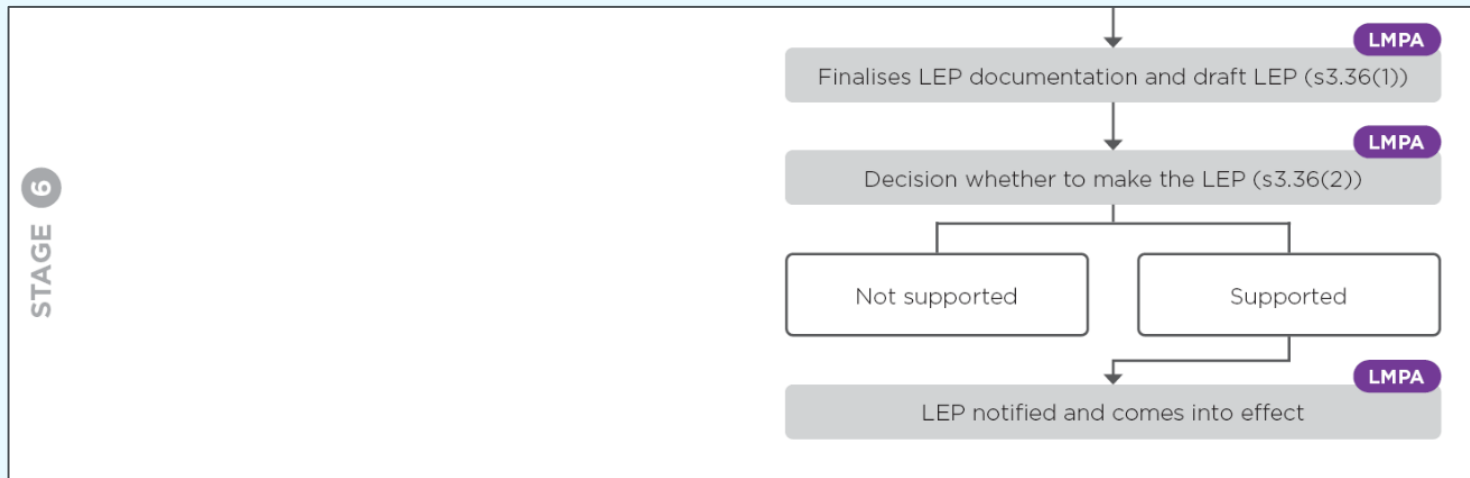 LMPA
Finalises LEP documentation and draft LEP (s3.36(1))
LMPA
Decision whether to make the LEP (s3.36(2))
STAGE 6
Not supported
Supported
LMPA
LEP notified and comes into effect